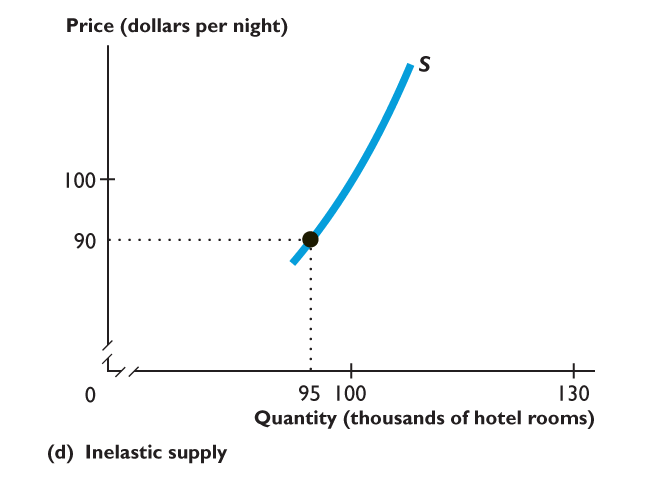 Price (dollars per night)
S
100
90
0
95 100 130
Quantity (thousands of hotel rooms)
(d) Inelastic supply